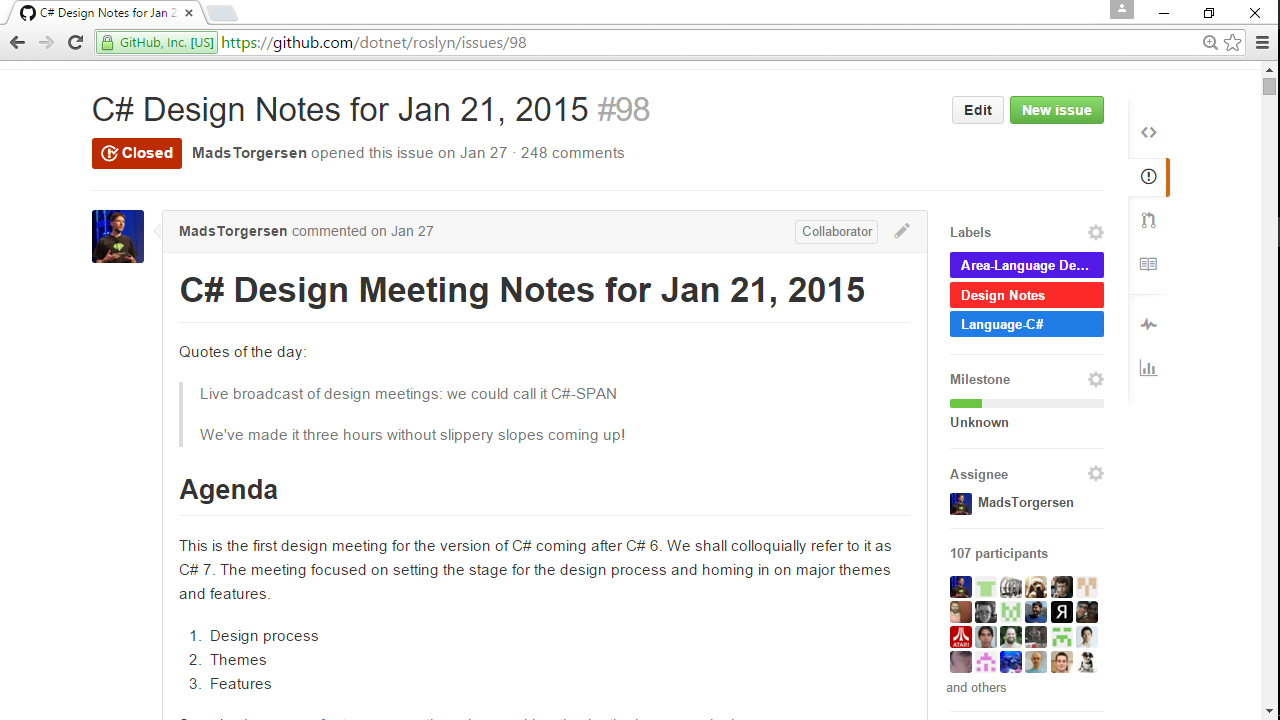 C# Design Notes for Jan 2
GitHub, Inc. [US] https://github.com/dotnet/roslyn/issues/98
C# Design Notes for Jan 21, 2015 #98
Edit
New issue
Closed MadsTorgersen opened this issue on Jan 27 · 248 comments
MadsTorgersen commented on Jan 27
Collaborator
C# Design Meeting Notes for Jan 21, 2015
Quotes of the day:
Live broadcast of design meetings: we could call it C#-SPAN
We've made it three hours without slippery slopes coming up!
Agenda
This is the first design meeting for the version of C# coming after C# 6. We shall colloquially refer to it as
C# 7. The meeting focused on setting the stage for the design process and homing in on major themes
and features.
1. Design process
2. Themes
3. Features
Labels
Area-Language De...
Design Notes
Language-C#
Milestone
Unknown
Assignee
MadsTorgersen
107 participants
ATARI
and others